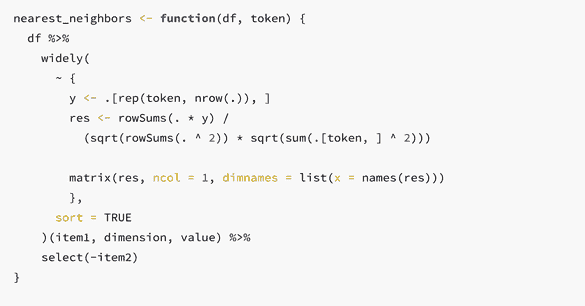 nearest_neighbors <- function(df, token) {
  df %>%
    widely(
      ~ {
        y <- .[rep(token, nrow(.)), ]
        res <- rowSums(. * y) /
          (sqrt(rowSums(. ^ 2)) * sqrt(sum(.[token, ] ^ 2)))

        matrix(res, ncol = 1, dimnames = list(x = names(res)))
        },
      sort = TRUE
    )(item1, dimension, value) %>%
    select(-item2)
}